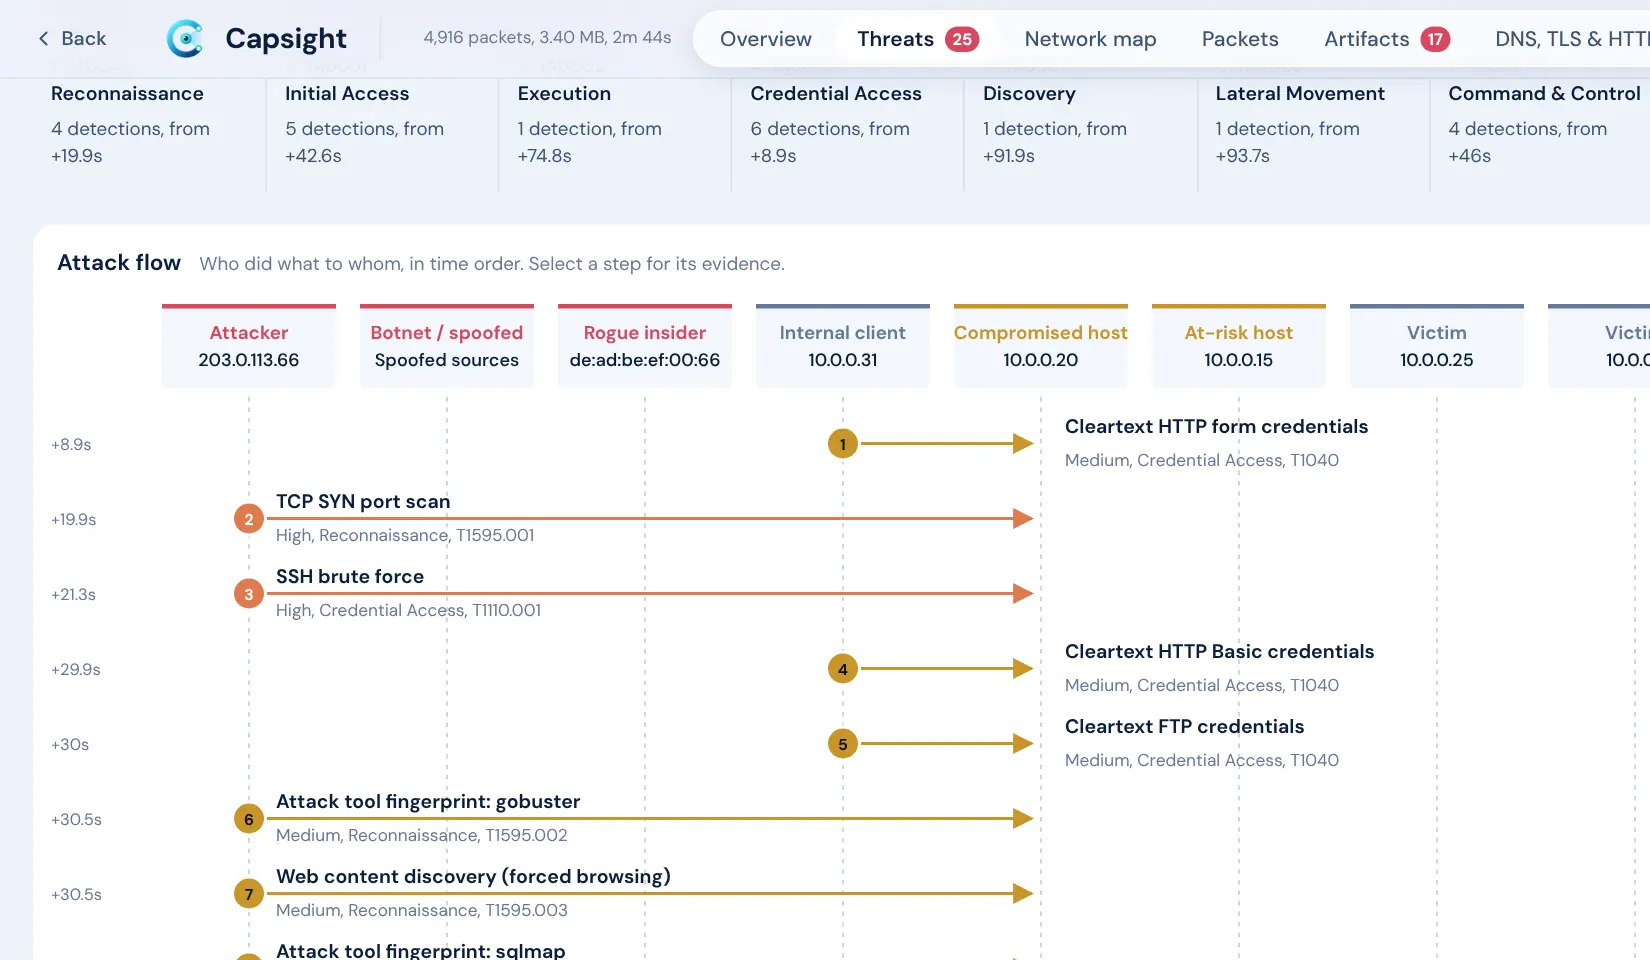 Back
Capsight
4,916 packets, 3.40 MB, 2m 44s
Overview
Threats 25
Network map
Packets
Artifacts 17
DNS, TLS & HTT
Reconnaissance
4 detections, from
+19.9s
Initial Access
5 detections, from
+42.6s
Execution
1 detection, from
+74.8s
Credential Access
6 detections, from
+8.9s
Discovery
1 detection, from
+91.9s
Lateral Movement
1 detection, from
+93.7s
Command & Control
4 detections, from
+46s
Attack flow
Who did what to whom, in time order. Select a step for its evidence.
Attacker
203.0.113.66
Botnet / spoofed
Spoofed sources
Rogue insider
de:ad:be:ef:00:66
Internal client
10.0.0.31
Compromised host
10.0.0.20
At-risk host
10.0.0.15
Victim
10.0.0.25
Victi
10.0.0
+8.9s
1
Cleartext HTTP form credentials
Medium, Credential Access, T1040
+19.9s
2
TCP SYN port scan
High, Reconnaissance, T1595.001
+21.3s
3
SSH brute force
High, Credential Access, T1110.001
+29.9s
4
Cleartext HTTP Basic credentials
Medium, Credential Access, T1040
+30s
5
Cleartext FTP credentials
Medium, Credential Access, T1040
+30.5s
6
Attack tool fingerprint: gobuster
Medium, Reconnaissance, T1595.002
+30.5s
7
Web content discovery (forced browsing)
Medium, Reconnaissance, T1595.003
Attack tool fingerprint: sqlmap